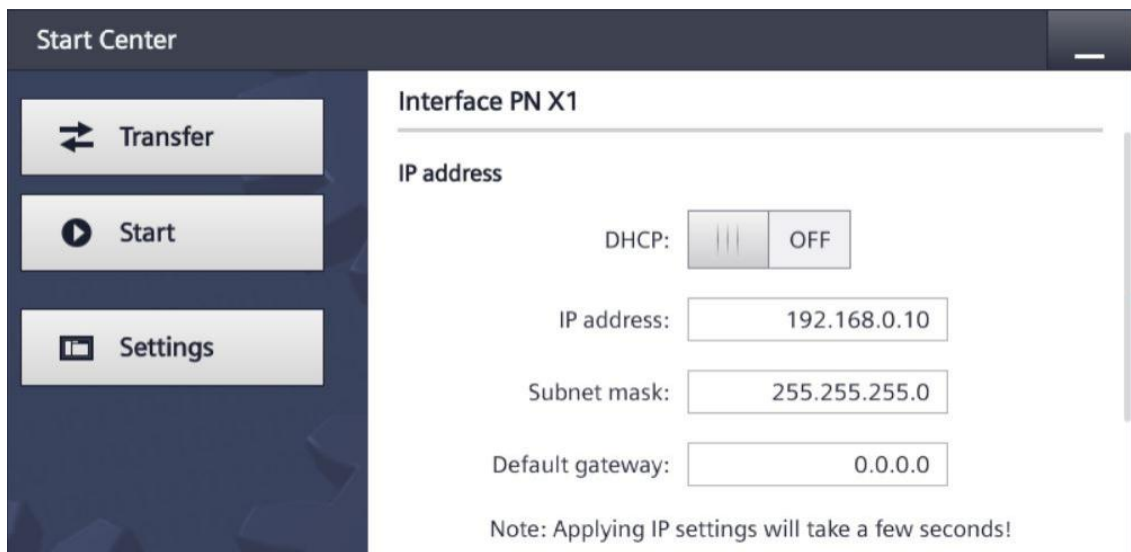 Start Center
Transfer
Start
Settings
Interface PN X1
IP address
DHCP: OFF
IP address: 192.168.0.10
Subnet mask: 255.255.255.0
Default gateway: 0.0.0.0
Note: Applying IP settings will take a few seconds!